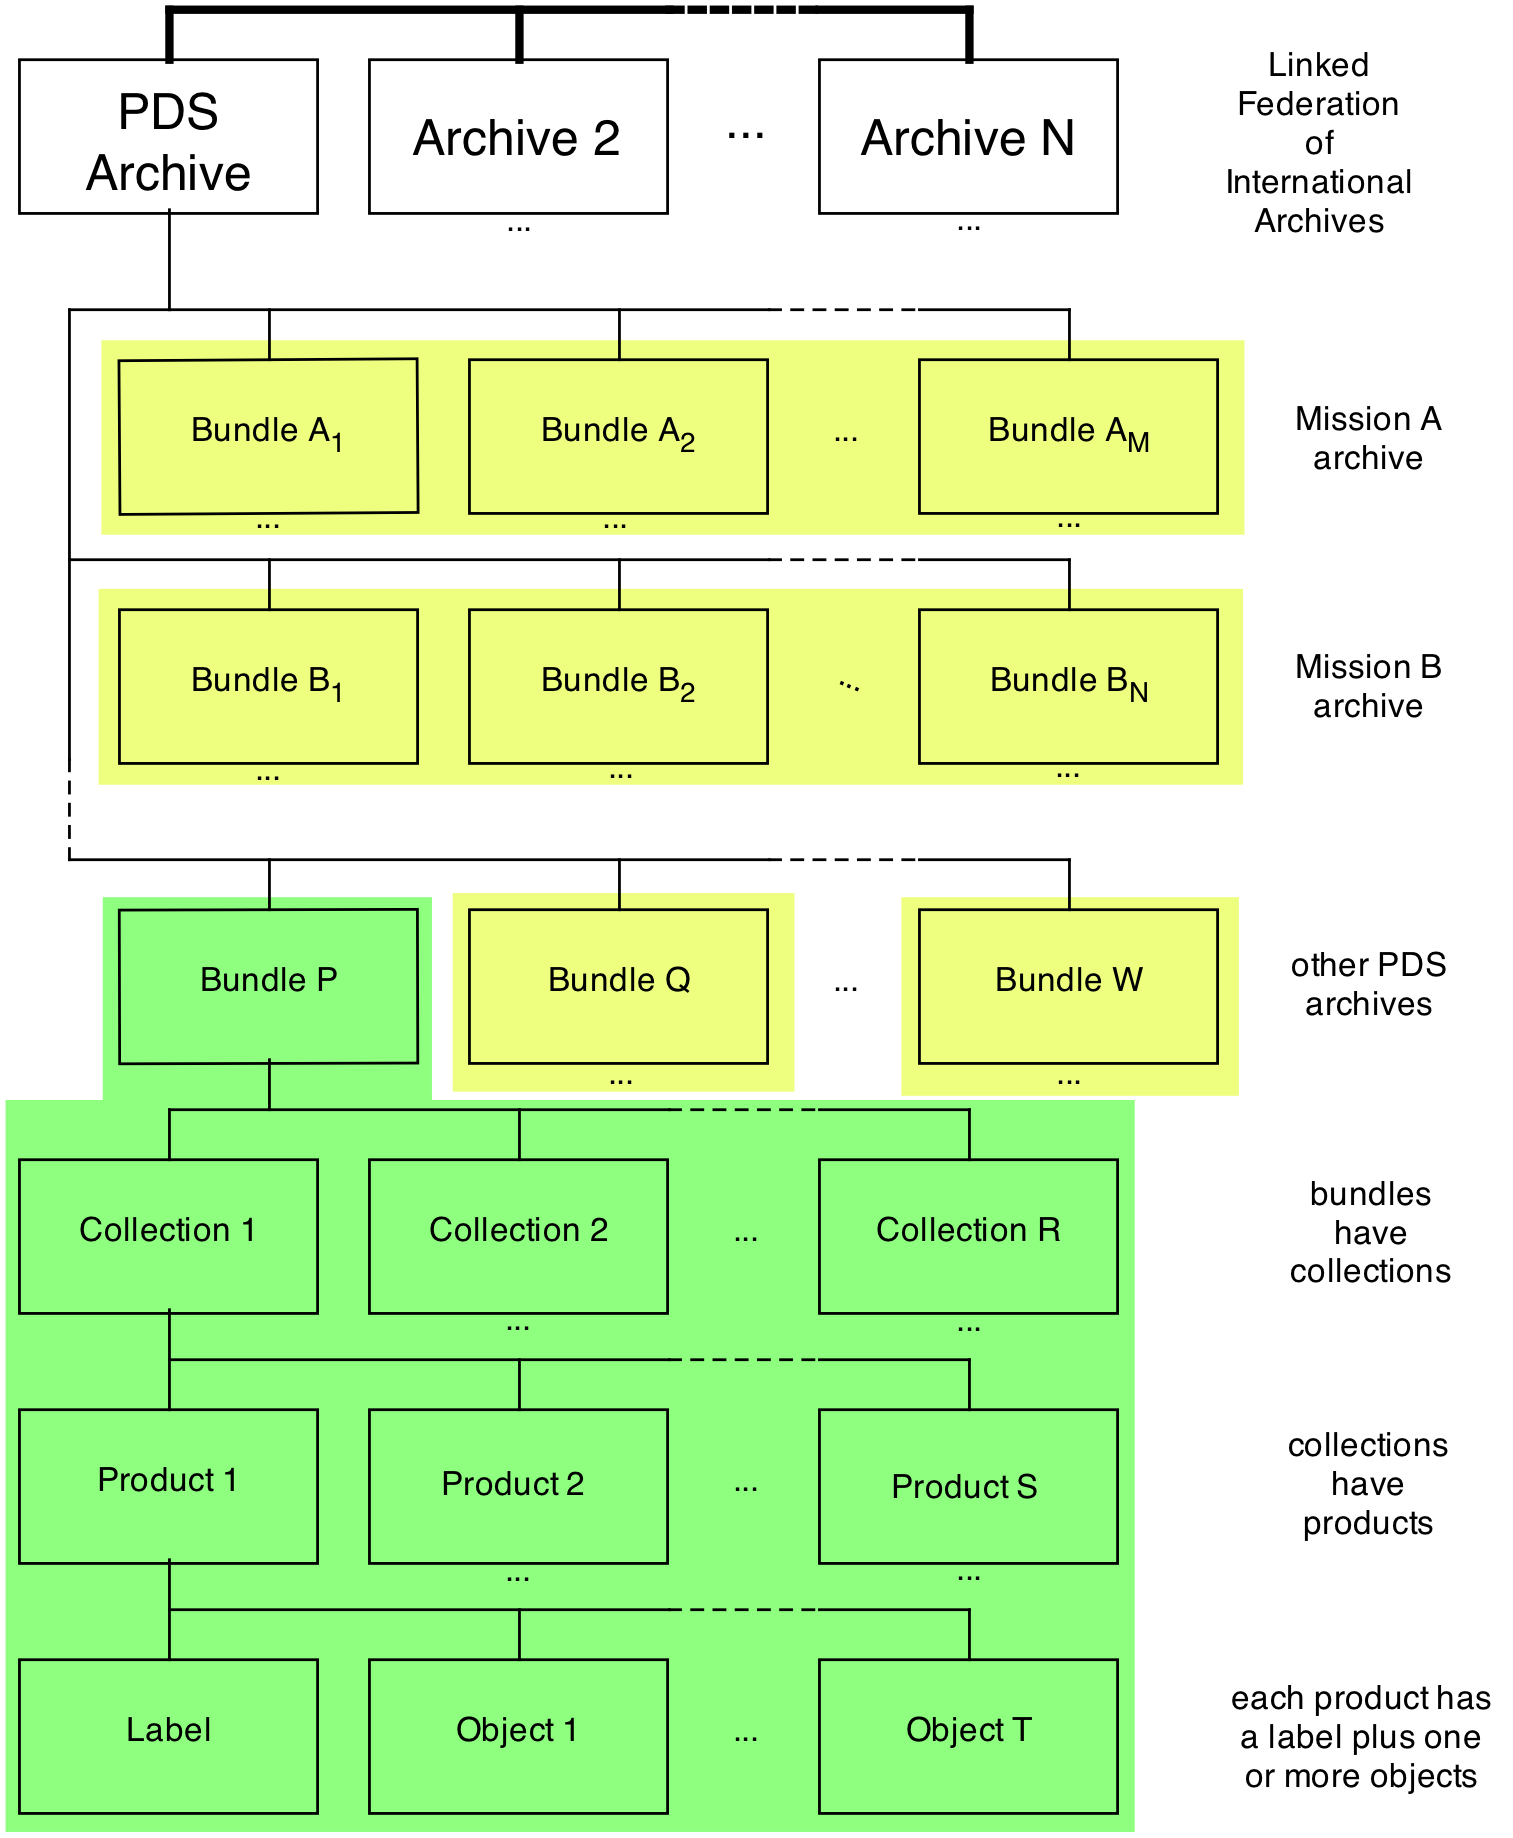 PDS
Archive
Archive 2
...
Archive N
Linked
Federation
of
International
Archives
...
...
Bundle A1
Bundle A2
...
Bundle AM
Mission A
archive
...
...
...
Bundle B1
Bundle B2
...
Bundle BN
Mission B
archive
...
...
...
Bundle P
Bundle Q
...
Bundle W
other PDS
archives
...
...
Collection 1
Collection 2
...
Collection R
bundles
have
collections
...
...
Product 1
Product 2
...
Product S
collections
have
products
...
...
Label
Object 1
...
Object T
each product has
a label plus one
or more objects